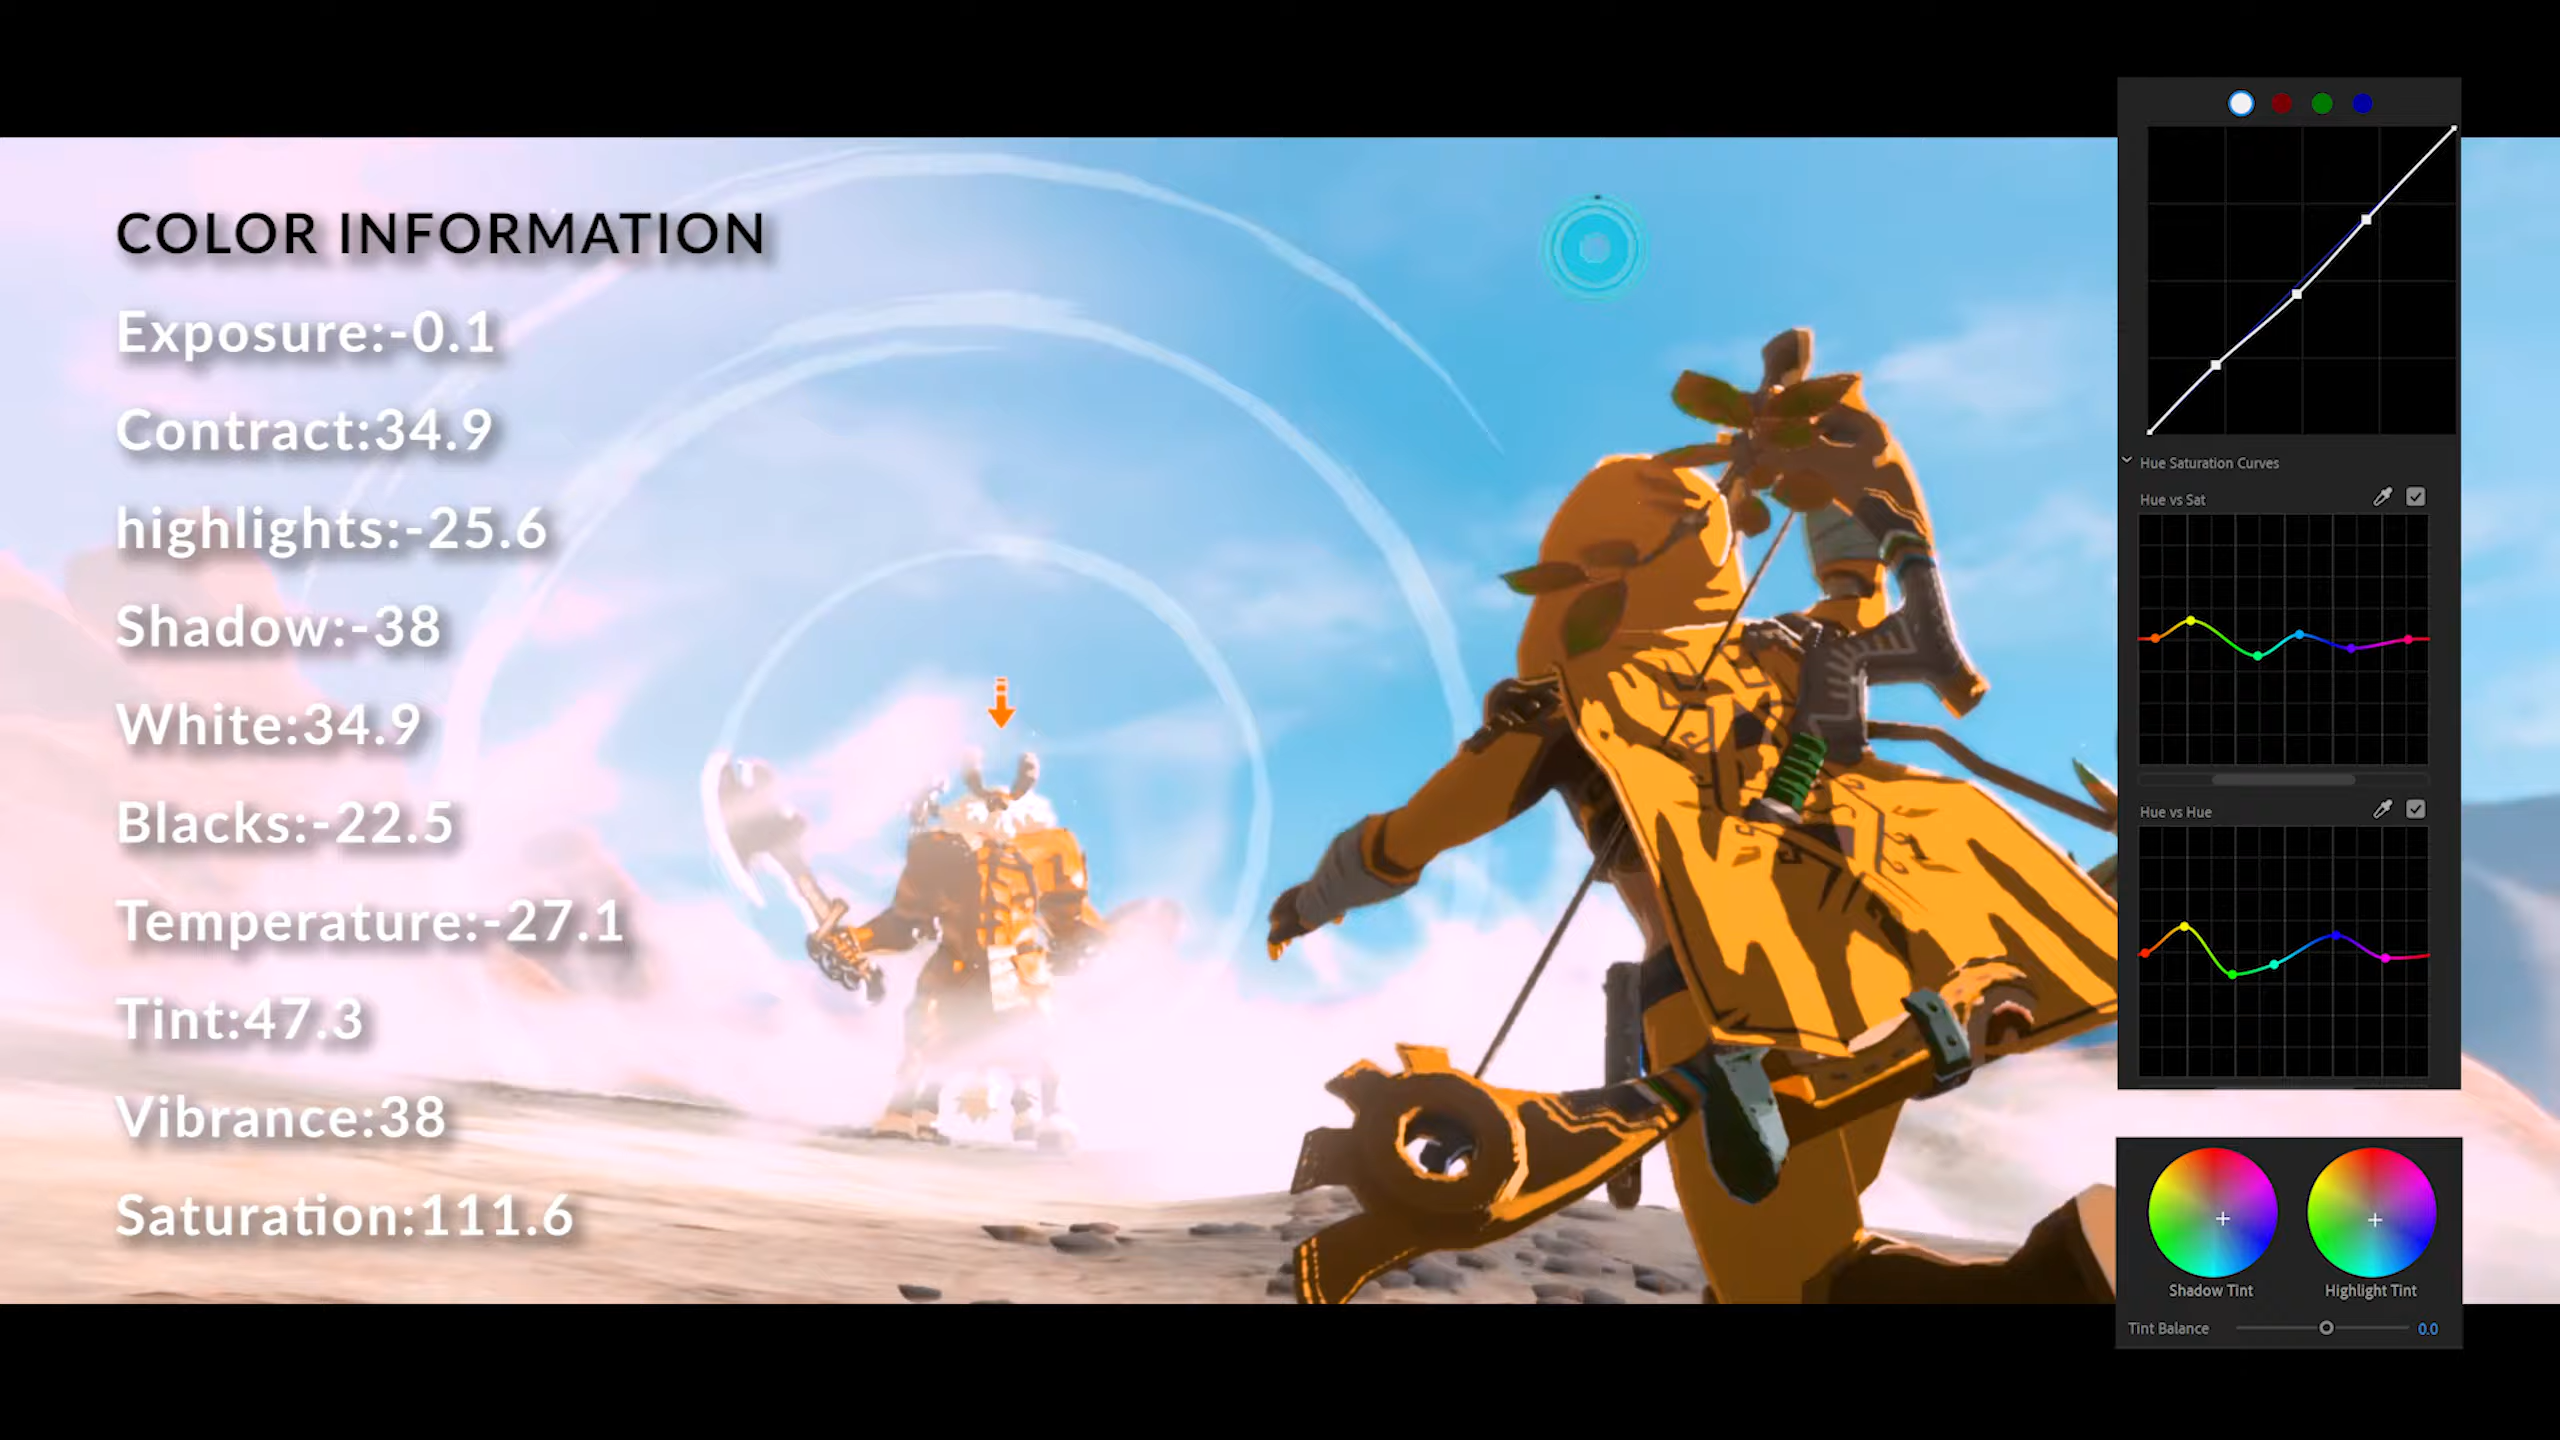 COLOR INFORMATION
Exposure:-0.1
Contract:34.9
highlights:-25.6
Shadow:-38
White:34.9
Blacks:-22.5
Temperature:-27.1
Tint:47.3
Vibrance:38
Saturation:111.6
Hue Saturation Curves
Hue vs Sat
Hue vs Hue
Shadow Tint
Highlight Tint
Tint Balance 0.0